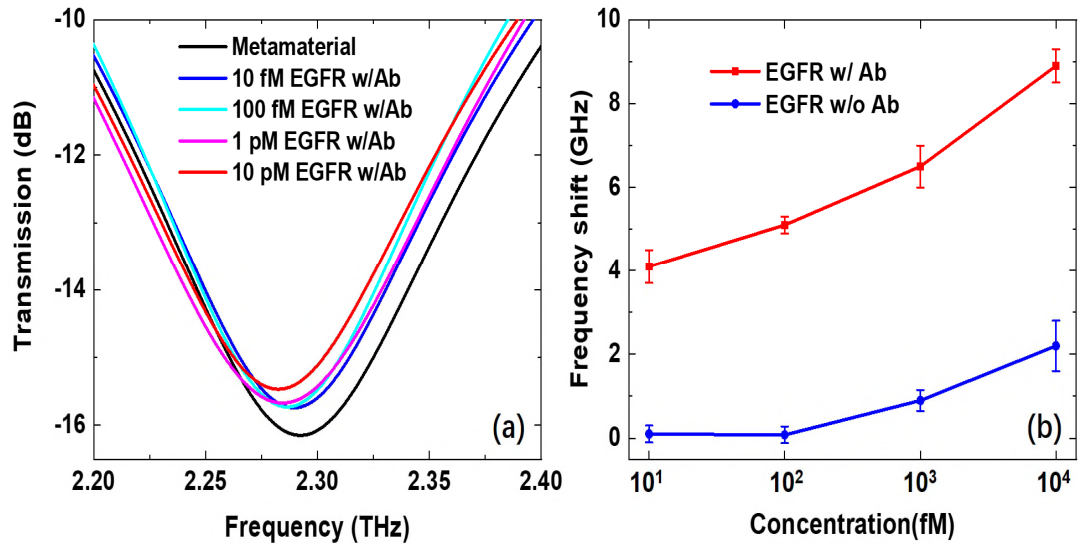 Transmission (dB)
-10
-12
-14
-16
Metamaterial
10 fM EGFR w/Ab
100 fM EGFR w/Ab
1 pM EGFR w/Ab
10 pM EGFR w/Ab
(a)
2.20
2.25
2.30
2.35
2.40
Frequency (THz)
Frequency shift (GHz)
10
8
6
4
2
0
EGFR w/ Ab
EGFR w/o Ab
(b)
10¹
10²
10³
10⁴
Concentration(fM)